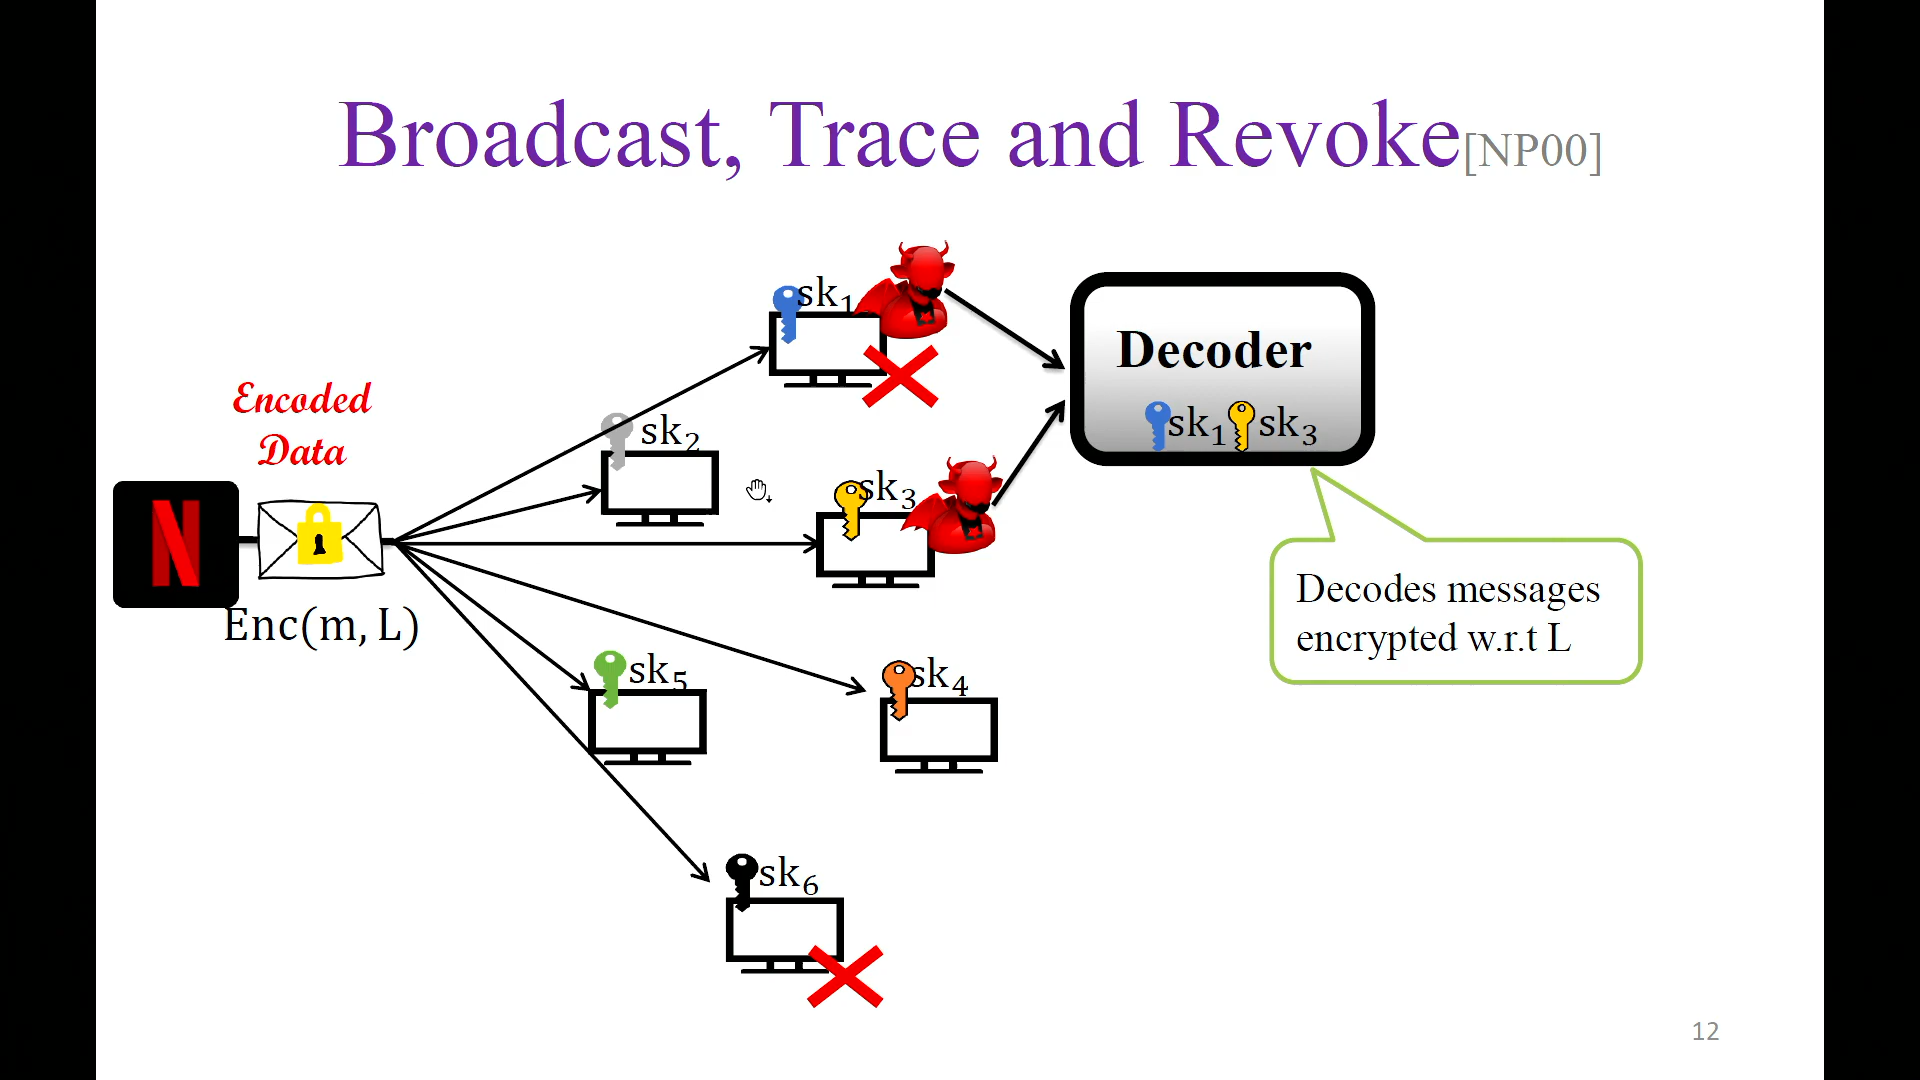 Broadcast, Trace and Revoke[NP00]
sk1
Decoder
sk1 sk3
Encoded
Data
sk2
sk3
N
Enc(m, L)
Decodes messages
encrypted w.r.t L
sk5
sk4
sk6
12